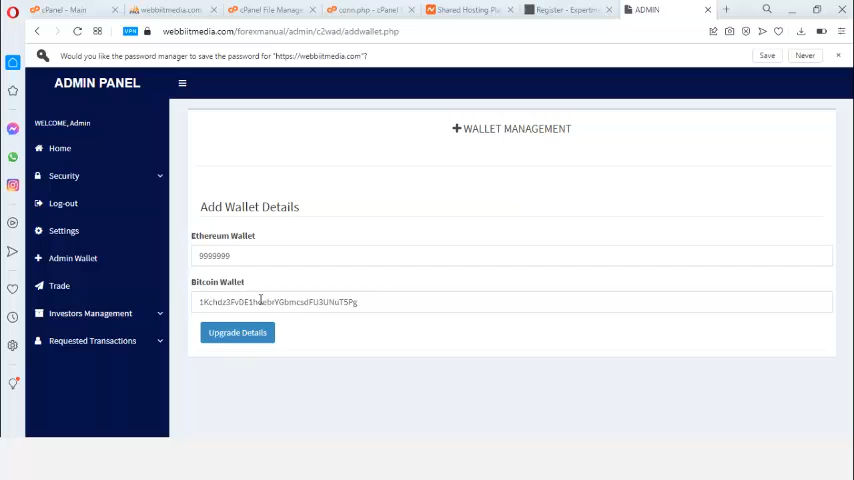 cPanel - Main
webbiitmedia.com
cPanel File Manage
conn.php - cPanel
Shared Hosting Pla
Register - Expertm
ADMIN
VPN
webbiitmedia.com/forexmanual/admin/c2wad/addwallet.php
Would you like the password manager to save the password for "https://webbiitmedia.com"?
Save
Never
ADMIN PANEL
WELCOME, Admin
Home
Security
Log-out
Settings
Admin Wallet
Trade
Investors Management
Requested Transactions
WALLET MANAGEMENT
Add Wallet Details
Ethereum Wallet
9999999
Bitcoin Wallet
Upgrade Details